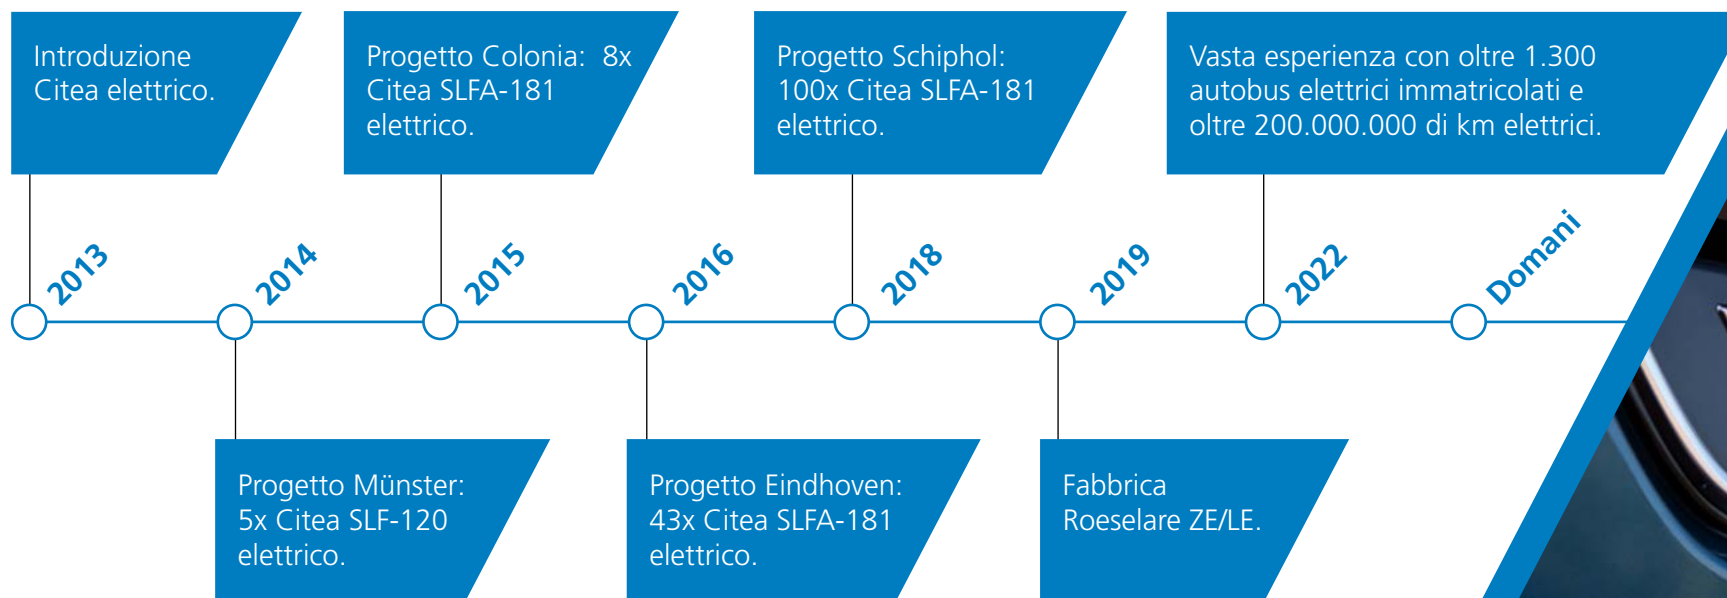 Introduzione
Citea elettrico.
Progetto Colonia: 8x
Citea SLFA-181
elettrico.
Progetto Schiphol:
100x Citea SLFA-181
elettrico.
Vasta esperienza con oltre 1.300
autobus elettrici immatricolati e
oltre 200.000.000 di km elettrici.
2013
2014
2015
2016
2018
2019
2022
Domani
Progetto Münster:
5x Citea SLF-120
elettrico.
Progetto Eindhoven:
43x Citea SLFA-181
elettrico.
Fabbrica
Roeselare ZE/LE.